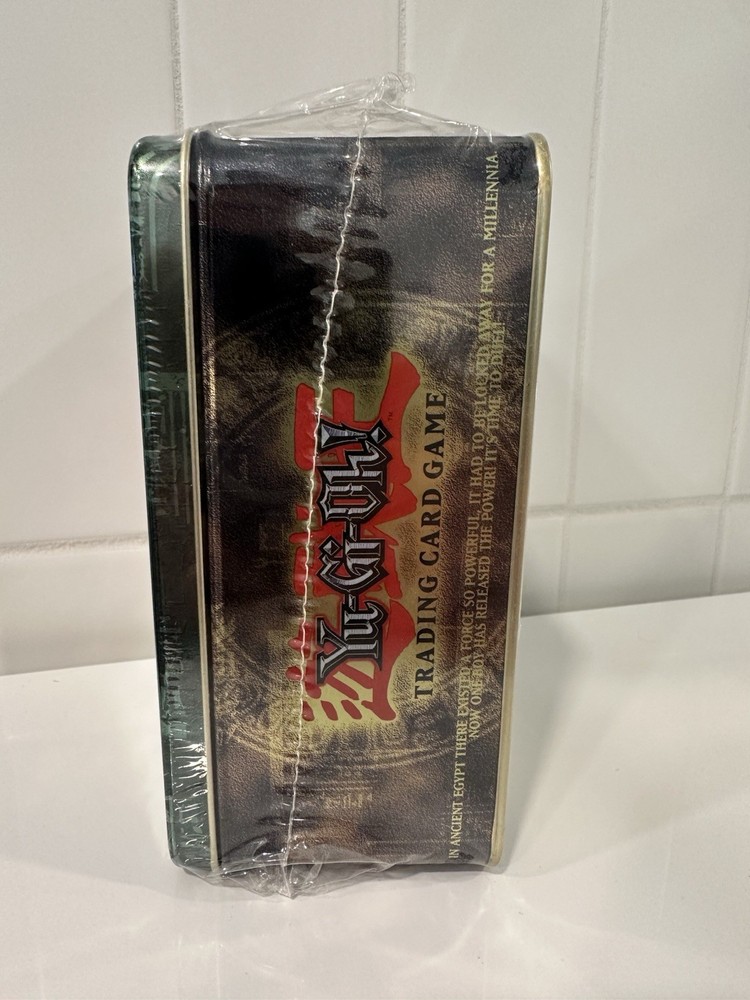 Yu-Gi-Oh!
™
TRADING CARD GAME
IN ANCIENT EGYPT THERE EXISTED A FORCE SO POWERFUL, IT HAD TO BE LOCKED AWAY FOR A MILLENNIA.
NOW ONE BOY HAS RELEASED THE POWER! IT'S TIME TO DUEL!